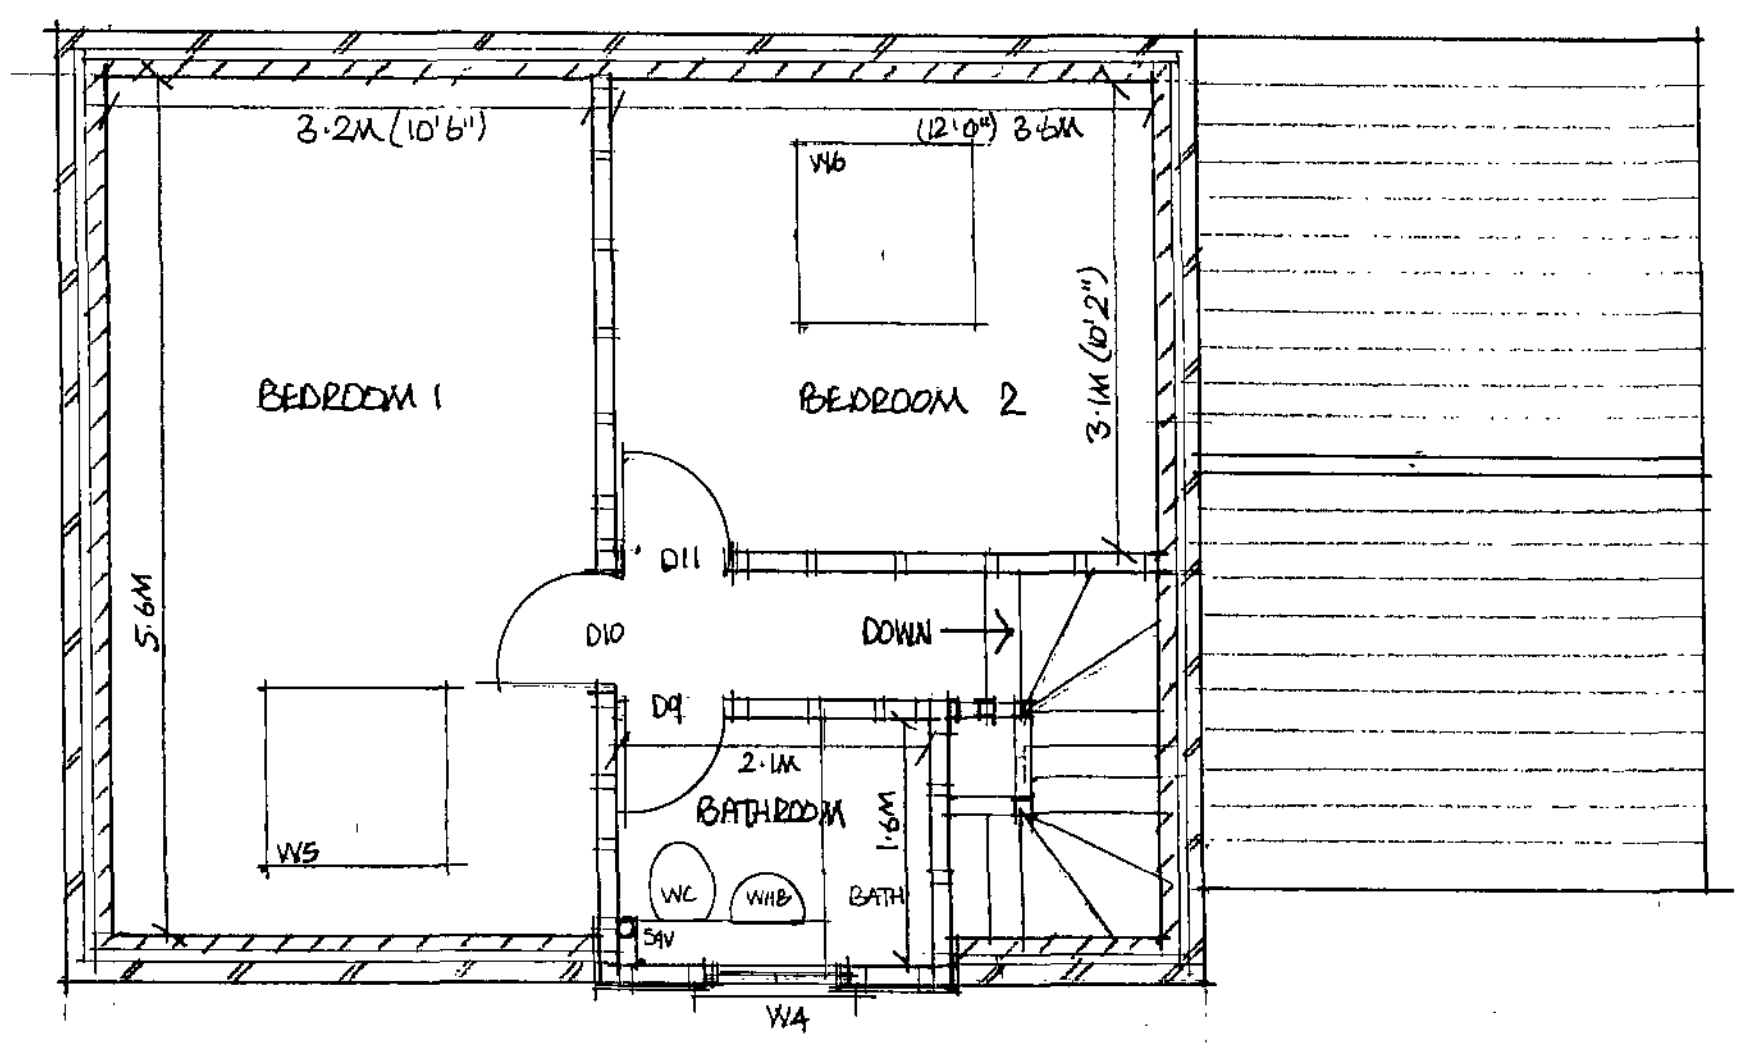 3.2M (10'6")
(12'0") 3.6M
W6
3.1M (10'2")
BEDROOM 1
BEDROOM 2
D11
5.6M
D10
DOWN
D9
2.1M
BATHROOM
1.6M
W5
WC
WHB
BATH
SQV
W4